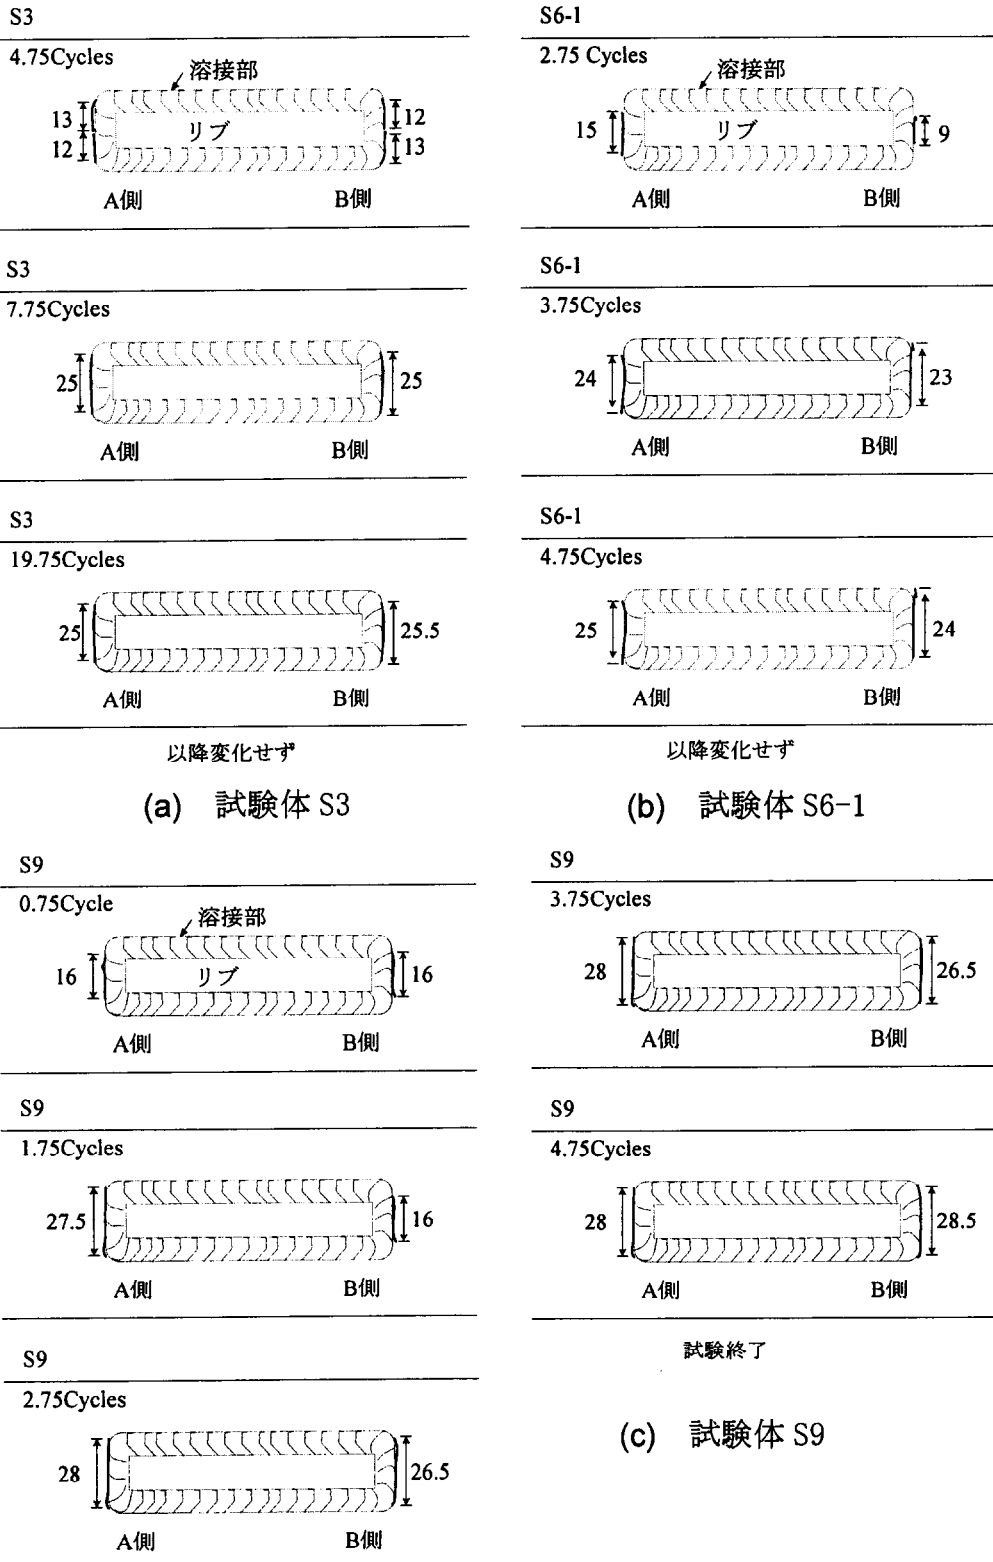 S3
4.75Cycles
溶接部
13
12
リブ
12
13
A側
B側
S3
7.75Cycles
25
25
A側
B側
S3
19.75Cycles
25
25.5
A側
B側
以降変化せず
(a) 試験体 S3
S6-1
2.75 Cycles
溶接部
15
リブ
9
A側
B側
S6-1
3.75Cycles
24
23
A側
B側
S6-1
4.75Cycles
25
24
A側
B側
以降変化せず
(b) 試験体 S6-1
S9
0.75Cycle
溶接部
16
リブ
16
A側
B側
S9
1.75Cycles
27.5
16
A側
B側
S9
2.75Cycles
28
26.5
A側
B側
S9
3.75Cycles
28
26.5
A側
B側
S9
4.75Cycles
28
28.5
A側
B側
試験終了
(c) 試験体 S9